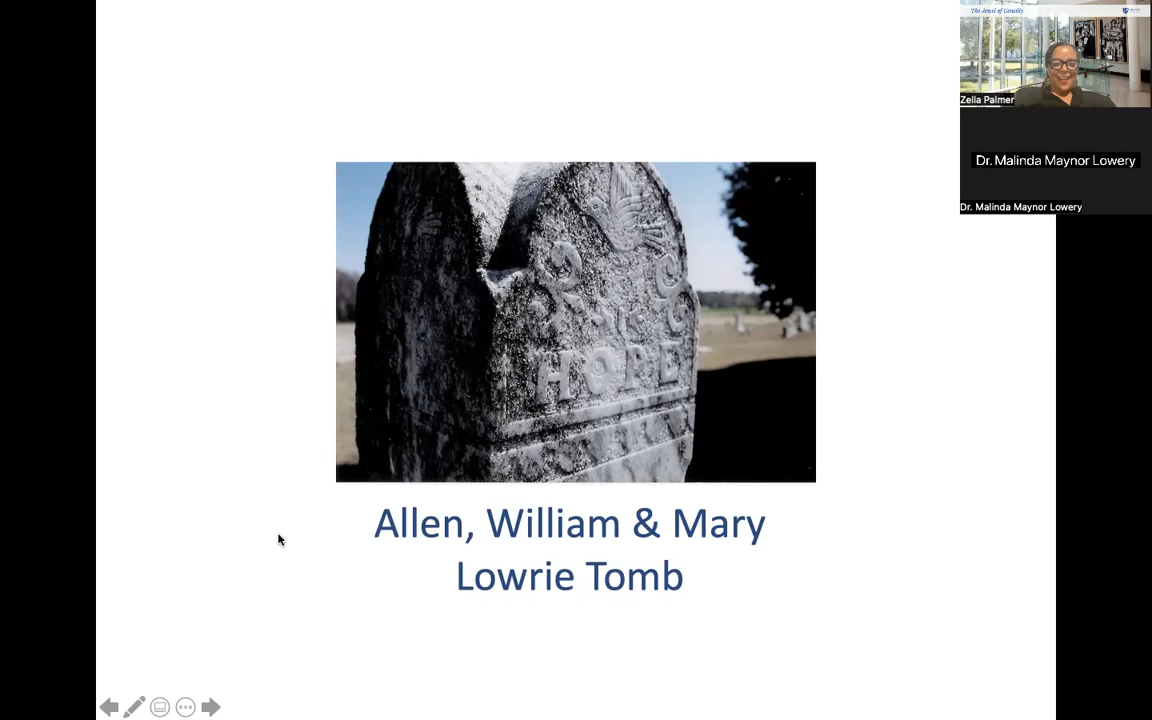 The Jewel of Gentilly
Zella Palmer
Dr. Malinda Maynor Lowery
Dr. Malinda Maynor Lowery
HOPE
Allen, William & Mary
Lowrie Tomb